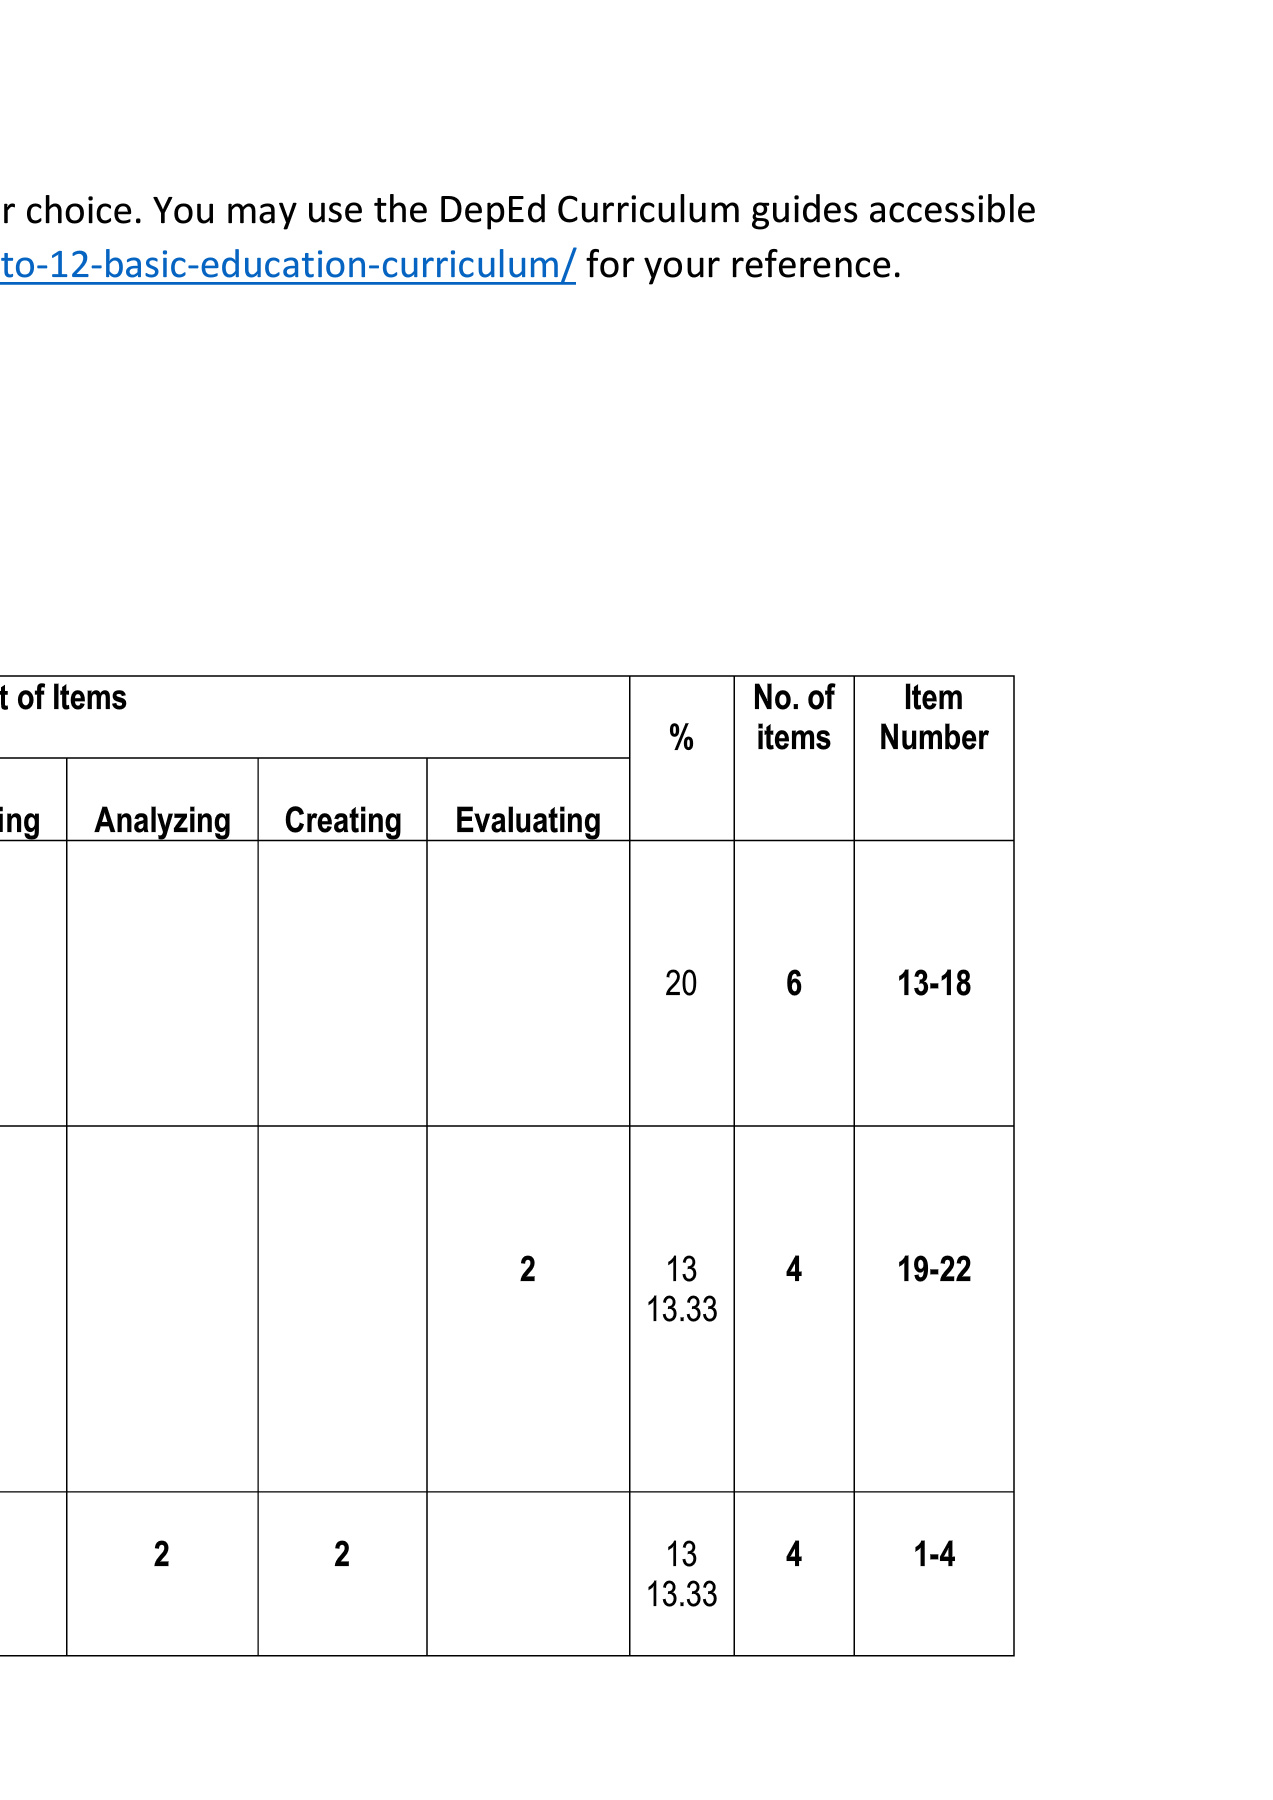 r choice. You may use the DepEd Curriculum guides accessible
to-12-basic-education-curriculum/ for your reference.
t of Items
%
No. of items
Item Number
ing
Analyzing
Creating
Evaluating
20
6
13-18
2
13
13.33
4
19-22
2
2
13
13.33
4
1-4